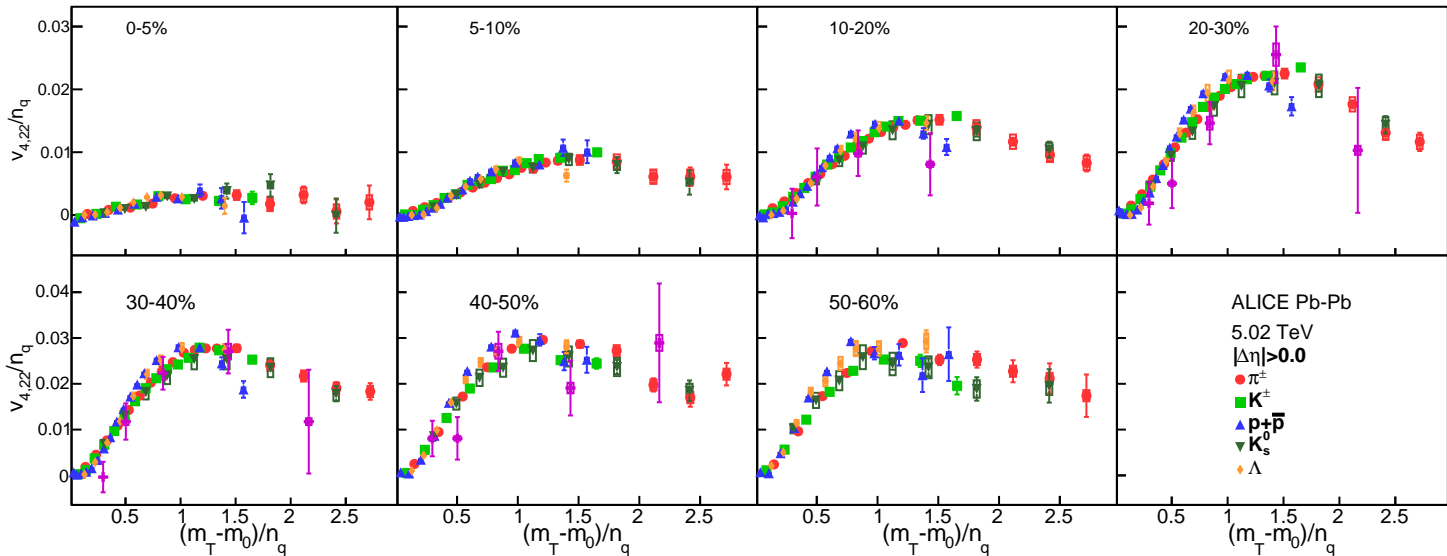 0-5%
5-10%
10-20%
20-30%
0.03
0.02
0.01
0
v4,22/nq
30-40%
40-50%
50-60%
0.04
0.03
0.02
0.01
0
v4,22/nq
ALICE Pb-Pb
5.02 TeV
|Δη|>0.0
π±
K±
p+p̄
K0s
Λ
0.5 1 1.5 2 2.5
0.5 1 1.5 2 2.5
0.5 1 1.5 2 2.5
0.5 1 1.5 2 2.5
(mT-m0)/nq
(mT-m0)/nq
(mT-m0)/nq
(mT-m0)/nq